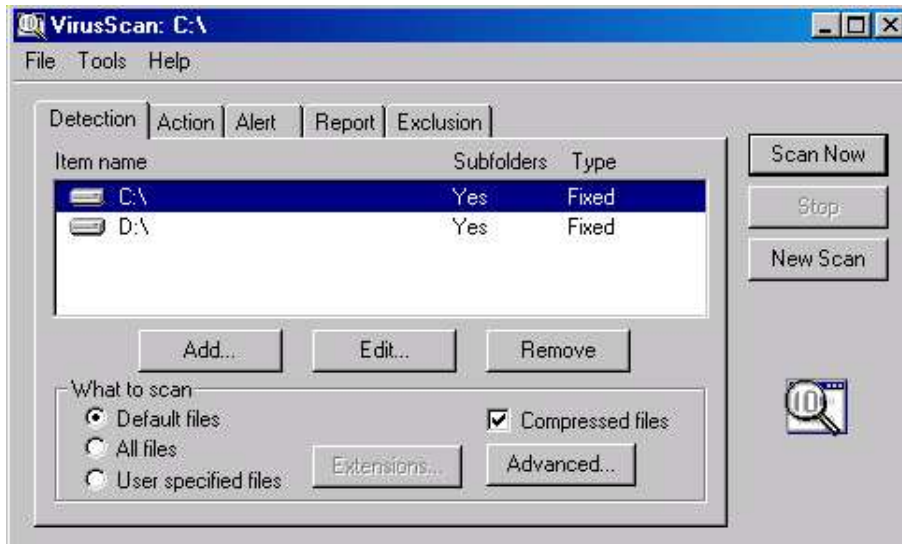 VirusScan: C:\
File Tools Help
Detection Action Alert Report Exclusion
Item name Subfolders Type
C:\ Yes Fixed
D:\ Yes Fixed
Add... Edit... Remove
What to scan
Default files
All files
User specified files
Compressed files
Extensions...
Advanced...
Scan Now
Stop
New Scan